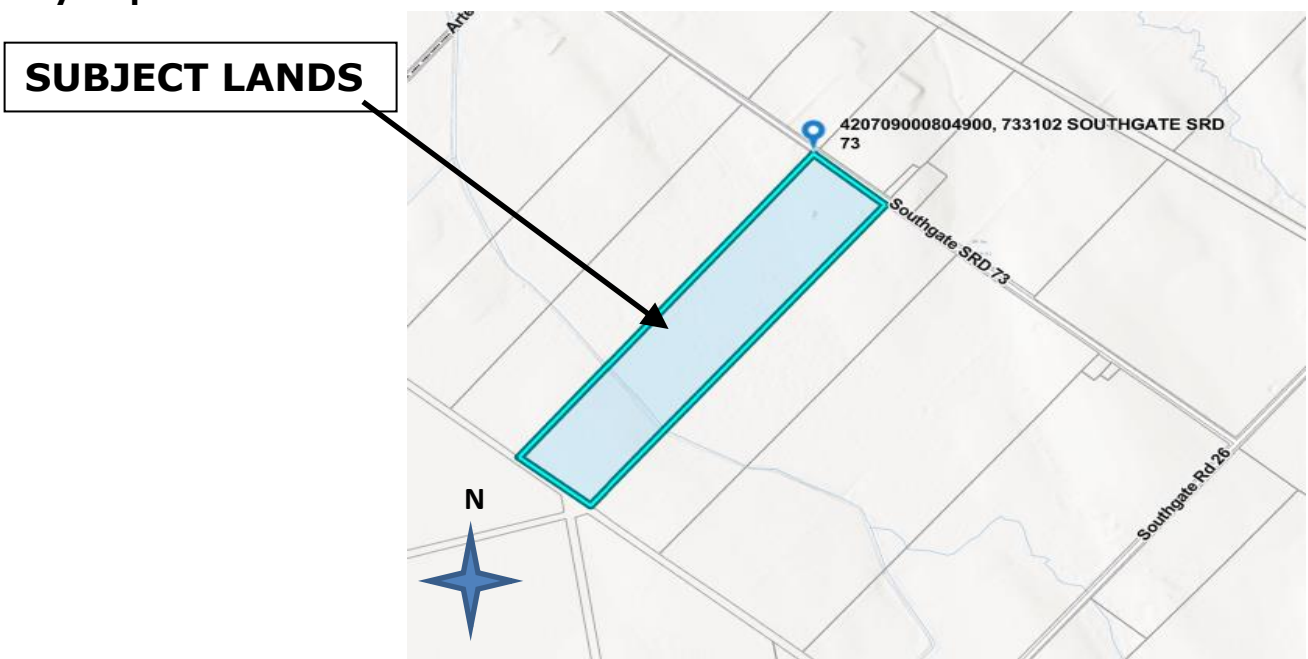 SUBJECT LANDS
420709000804900, 733102 SOUTHGATE SRD
73
Southgate SRD 73
Southgate Rd 26
N